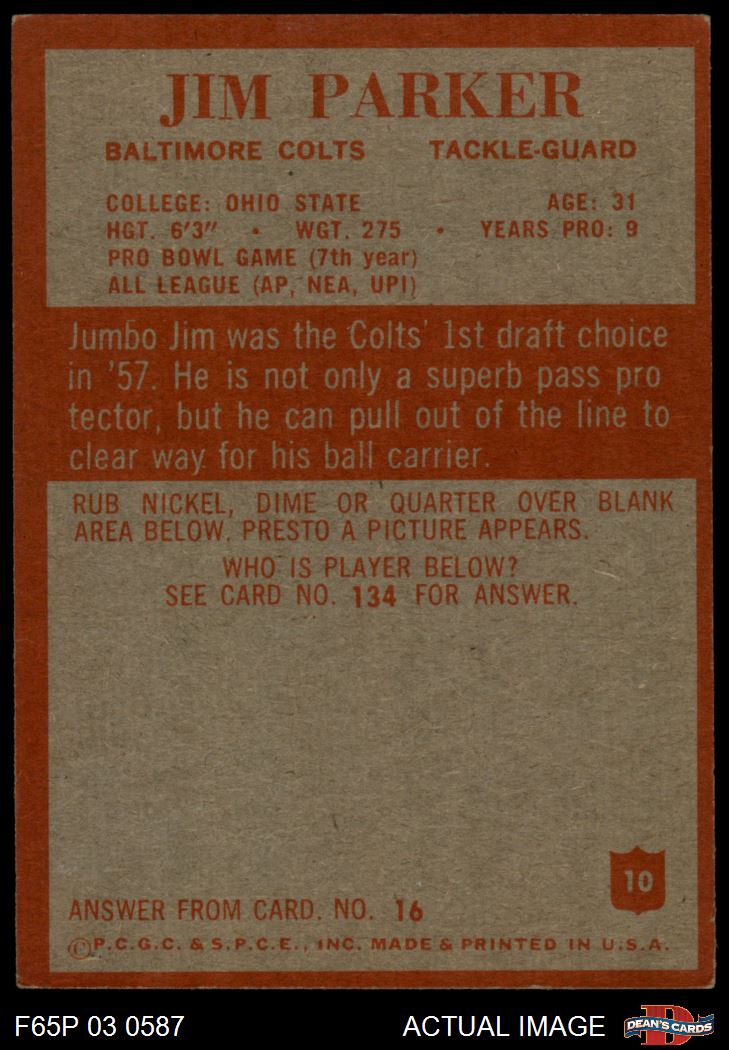 JIM PARKER
BALTIMORE COLTS TACKLE-GUARD
COLLEGE: OHIO STATE AGE: 31
HGT. 6'3" • WGT. 275 • YEARS PRO: 9
PRO BOWL GAME (7th year)
ALL LEAGUE (AP, NEA, UPI)
Jumbo Jim was the Colts' 1st draft choice
in '57. He is not only a superb pass pro
tector, but he can pull out of the line to
clear way for his ball carrier.
RUB NICKEL, DIME OR QUARTER OVER BLANK
AREA BELOW. PRESTO A PICTURE APPEARS.
WHO IS PLAYER BELOW?
SEE CARD NO. 134 FOR ANSWER.
10
ANSWER FROM CARD. NO. 16
©P.C.G.C. & S.P.C.E., INC. MADE & PRINTED IN U.S.A.
F65P 03 0587 ACTUAL IMAGE DEAN'S CARDS